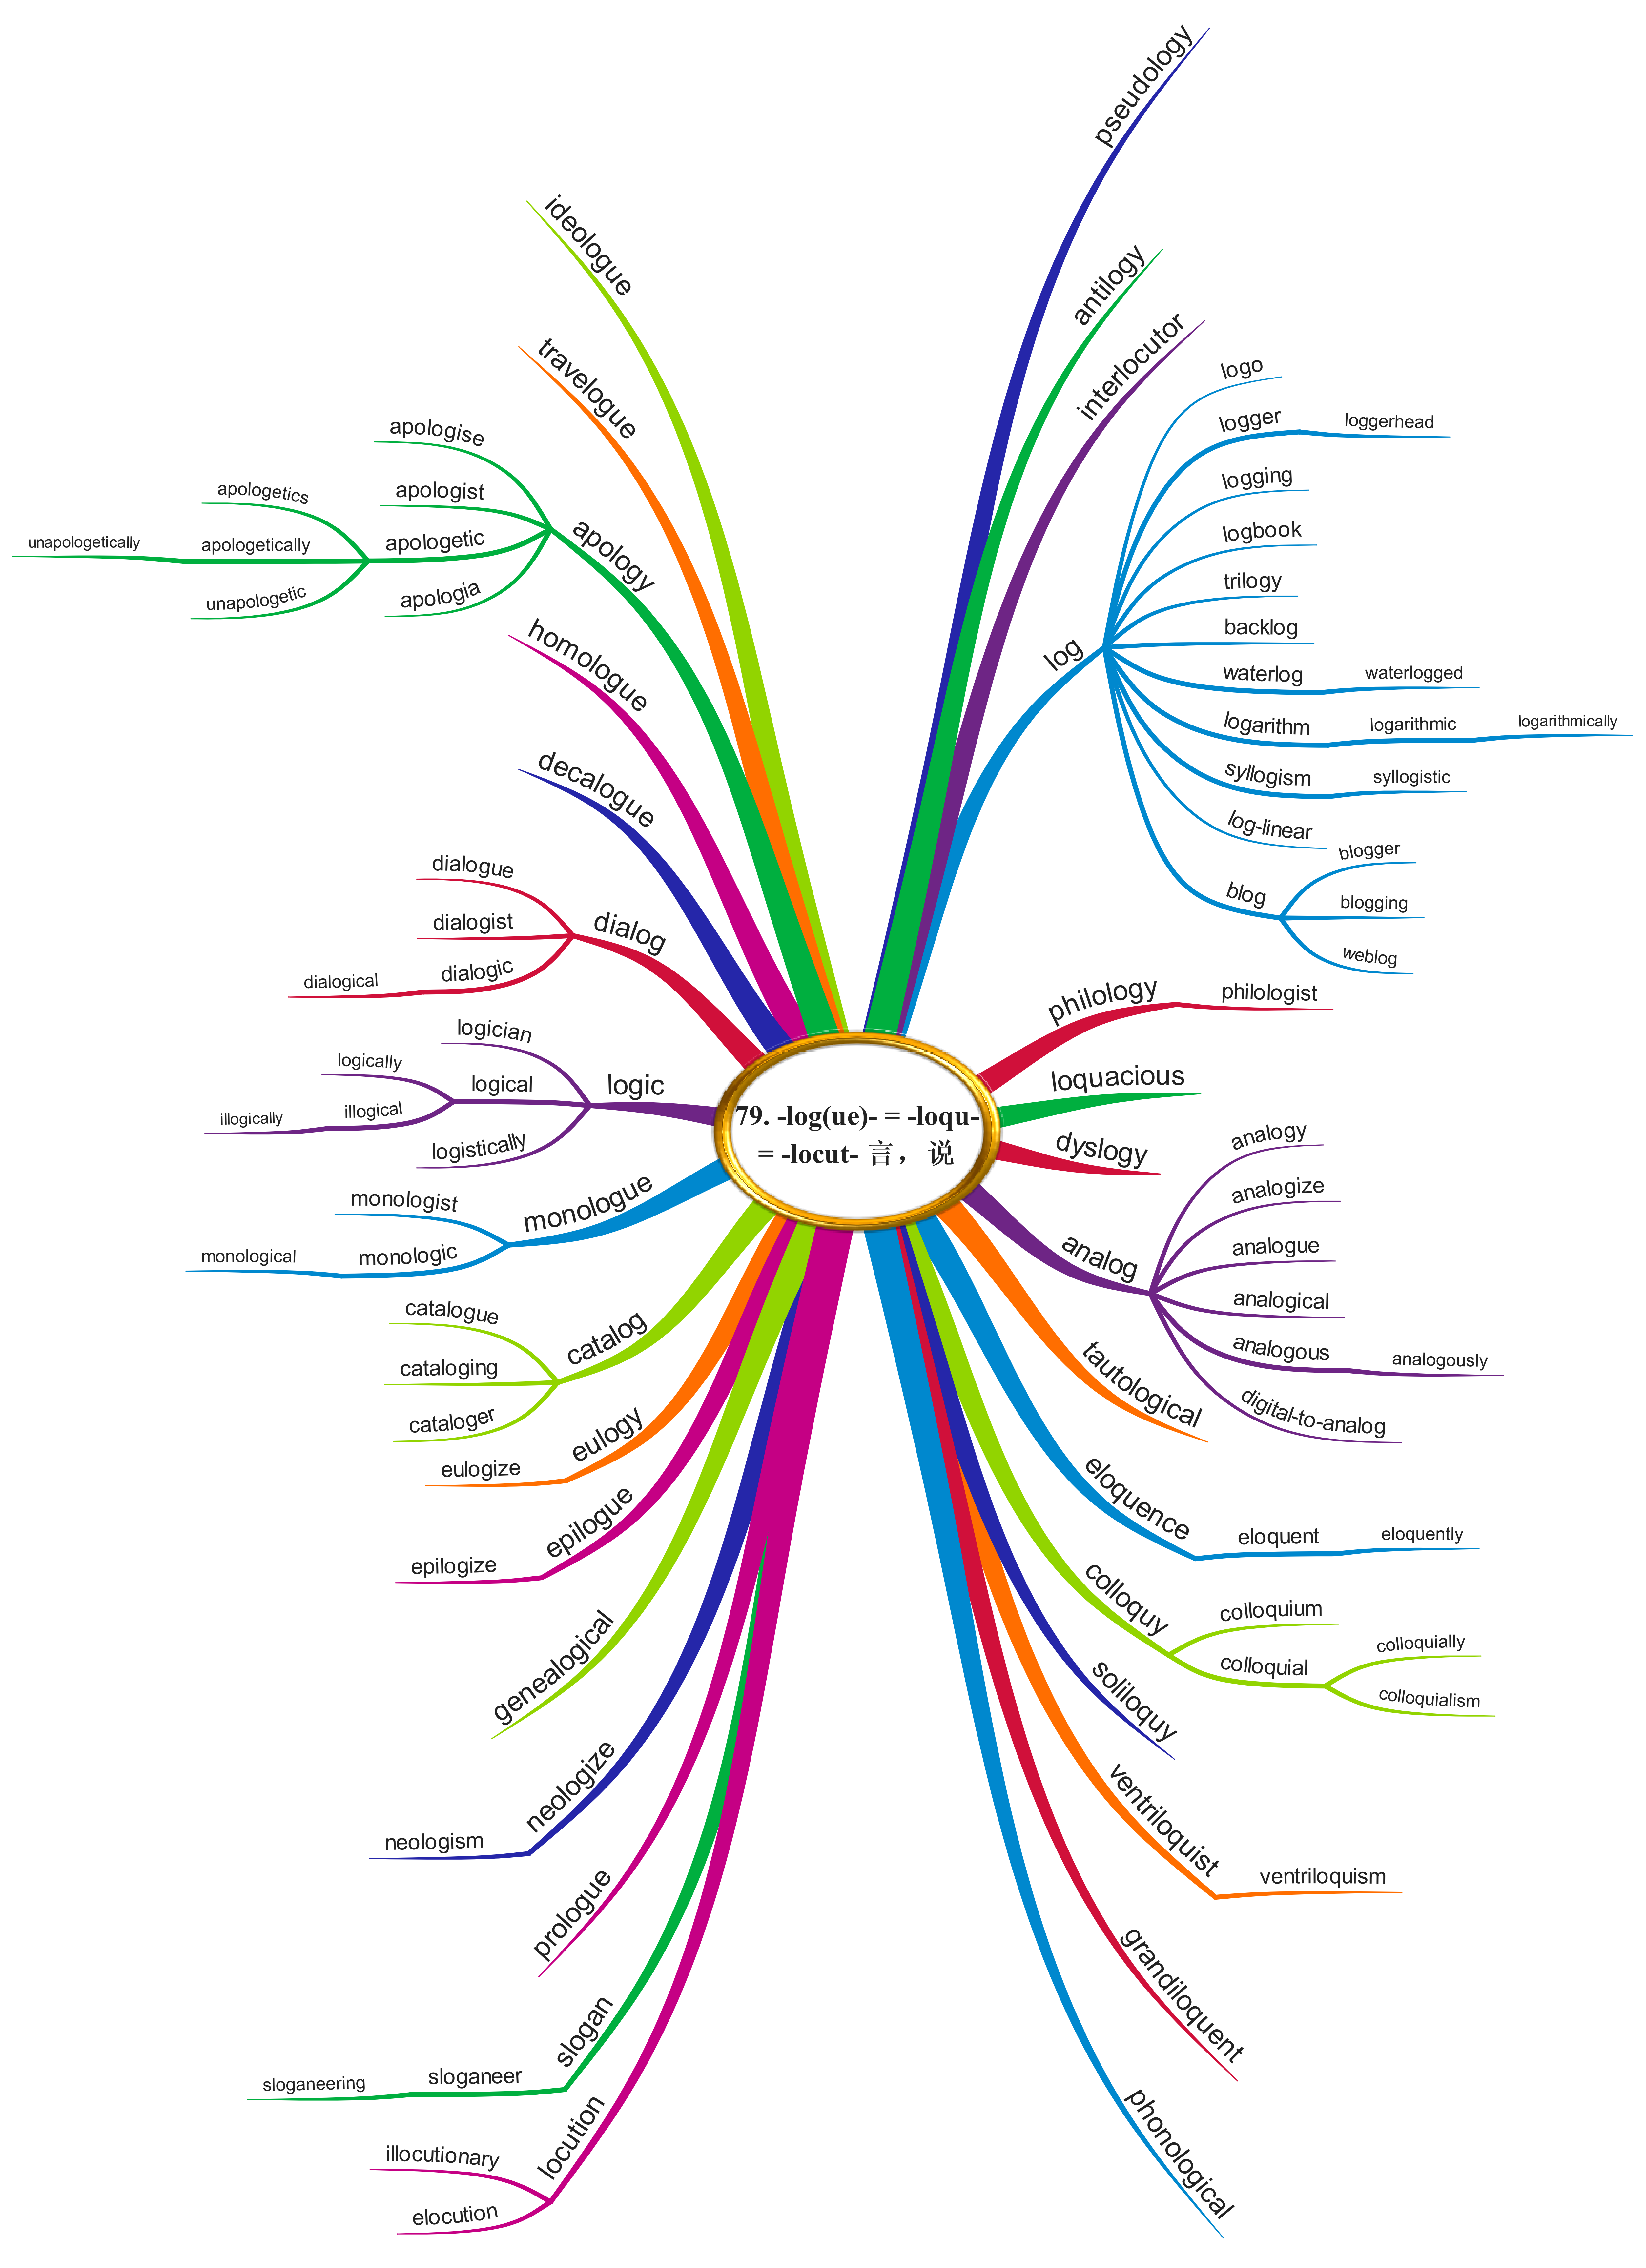 79. -log(ue)- = -loqu-
= -locut- 言，说
pseudology
antilogy
interlocutor
log
logo
logger
loggerhead
logging
logbook
trilogy
backlog
waterlog
waterlogged
logarithm
logarithmic
logarithmically
syllogism
syllogistic
log-linear
blog
blogger
blogging
weblog
philology
philologist
loquacious
dyslogy
analog
analogy
analogize
analogue
analogical
analogous
analogously
digital-to-analog
tautological
eloquence
eloquent
eloquently
colloquy
colloquium
colloquial
colloquially
colloquialism
soliloquy
ventriloquist
ventriloquism
grandiloquent
phonological
ideologue
travelogue
apology
apologise
apologist
apologetic
apologetics
apologetically
unapologetically
unapologetic
apologia
homologue
decalogue
dialog
dialogue
dialogist
dialogic
dialogical
logic
logician
logical
logically
illogical
illogically
logistically
monologue
monologist
monologic
monological
catalog
catalogue
cataloging
cataloger
eulogy
eulogize
epilogue
epilogize
genealogical
neologize
neologism
prologue
slogan
sloganeer
sloganeering
locution
illocutionary
elocution